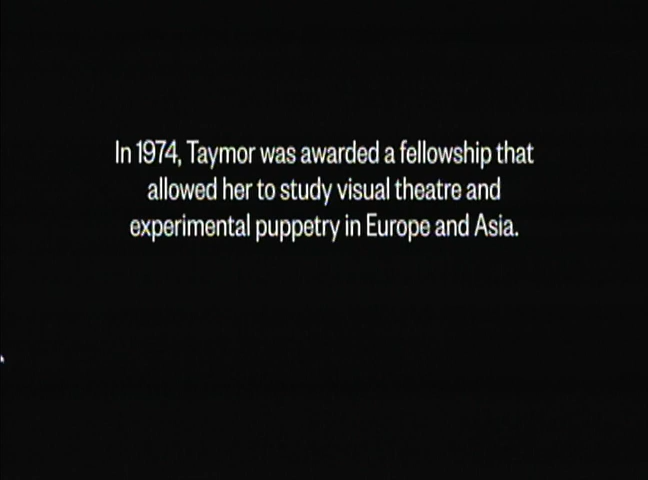 In 1974, Taymor was awarded a fellowship that
allowed her to study visual theatre and
experimental puppetry in Europe and Asia.